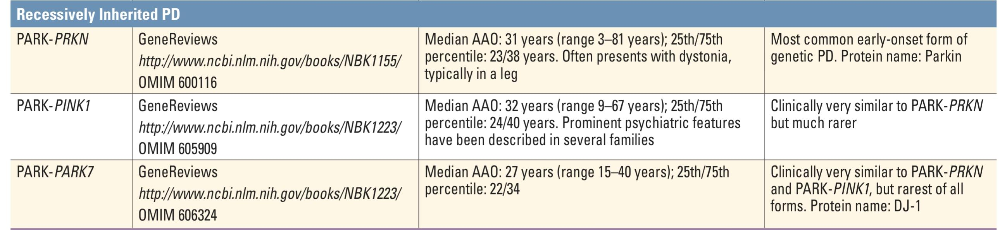 Recessively Inherited PD
PARK-PRKN
GeneReviews
http://www.ncbi.nlm.nih.gov/books/NBK1155/
OMIM 600116
Median AAO: 31 years (range 3–81 years); 25th/75th
percentile: 23/38 years. Often presents with dystonia,
typically in a leg
Most common early-onset form of
genetic PD. Protein name: Parkin
PARK-PINK1
GeneReviews
http://www.ncbi.nlm.nih.gov/books/NBK1223/
OMIM 605909
Median AAO: 32 years (range 9–67 years); 25th/75th
percentile: 24/40 years. Prominent psychiatric features
have been described in several families
Clinically very similar to PARK-PRKN
but much rarer
PARK-PARK7
GeneReviews
http://www.ncbi.nlm.nih.gov/books/NBK1223/
OMIM 606324
Median AAO: 27 years (range 15–40 years); 25th/75th
percentile: 22/34
Clinically very similar to PARK-PRKN
and PARK-PINK1, but rarest of all
forms. Protein name: DJ-1